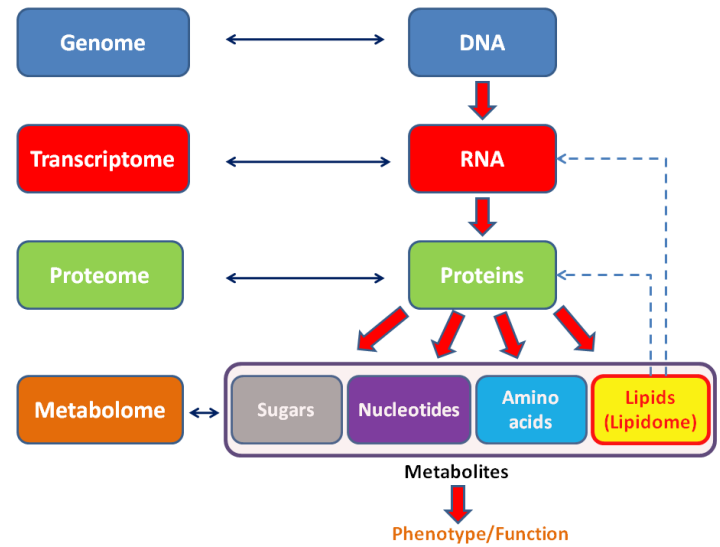 Genome
DNA
Transcriptome
RNA
Proteome
Proteins
Metabolome
Sugars
Nucleotides
Amino
acids
Lipids
(Lipidome)
Metabolites
Phenotype/Function